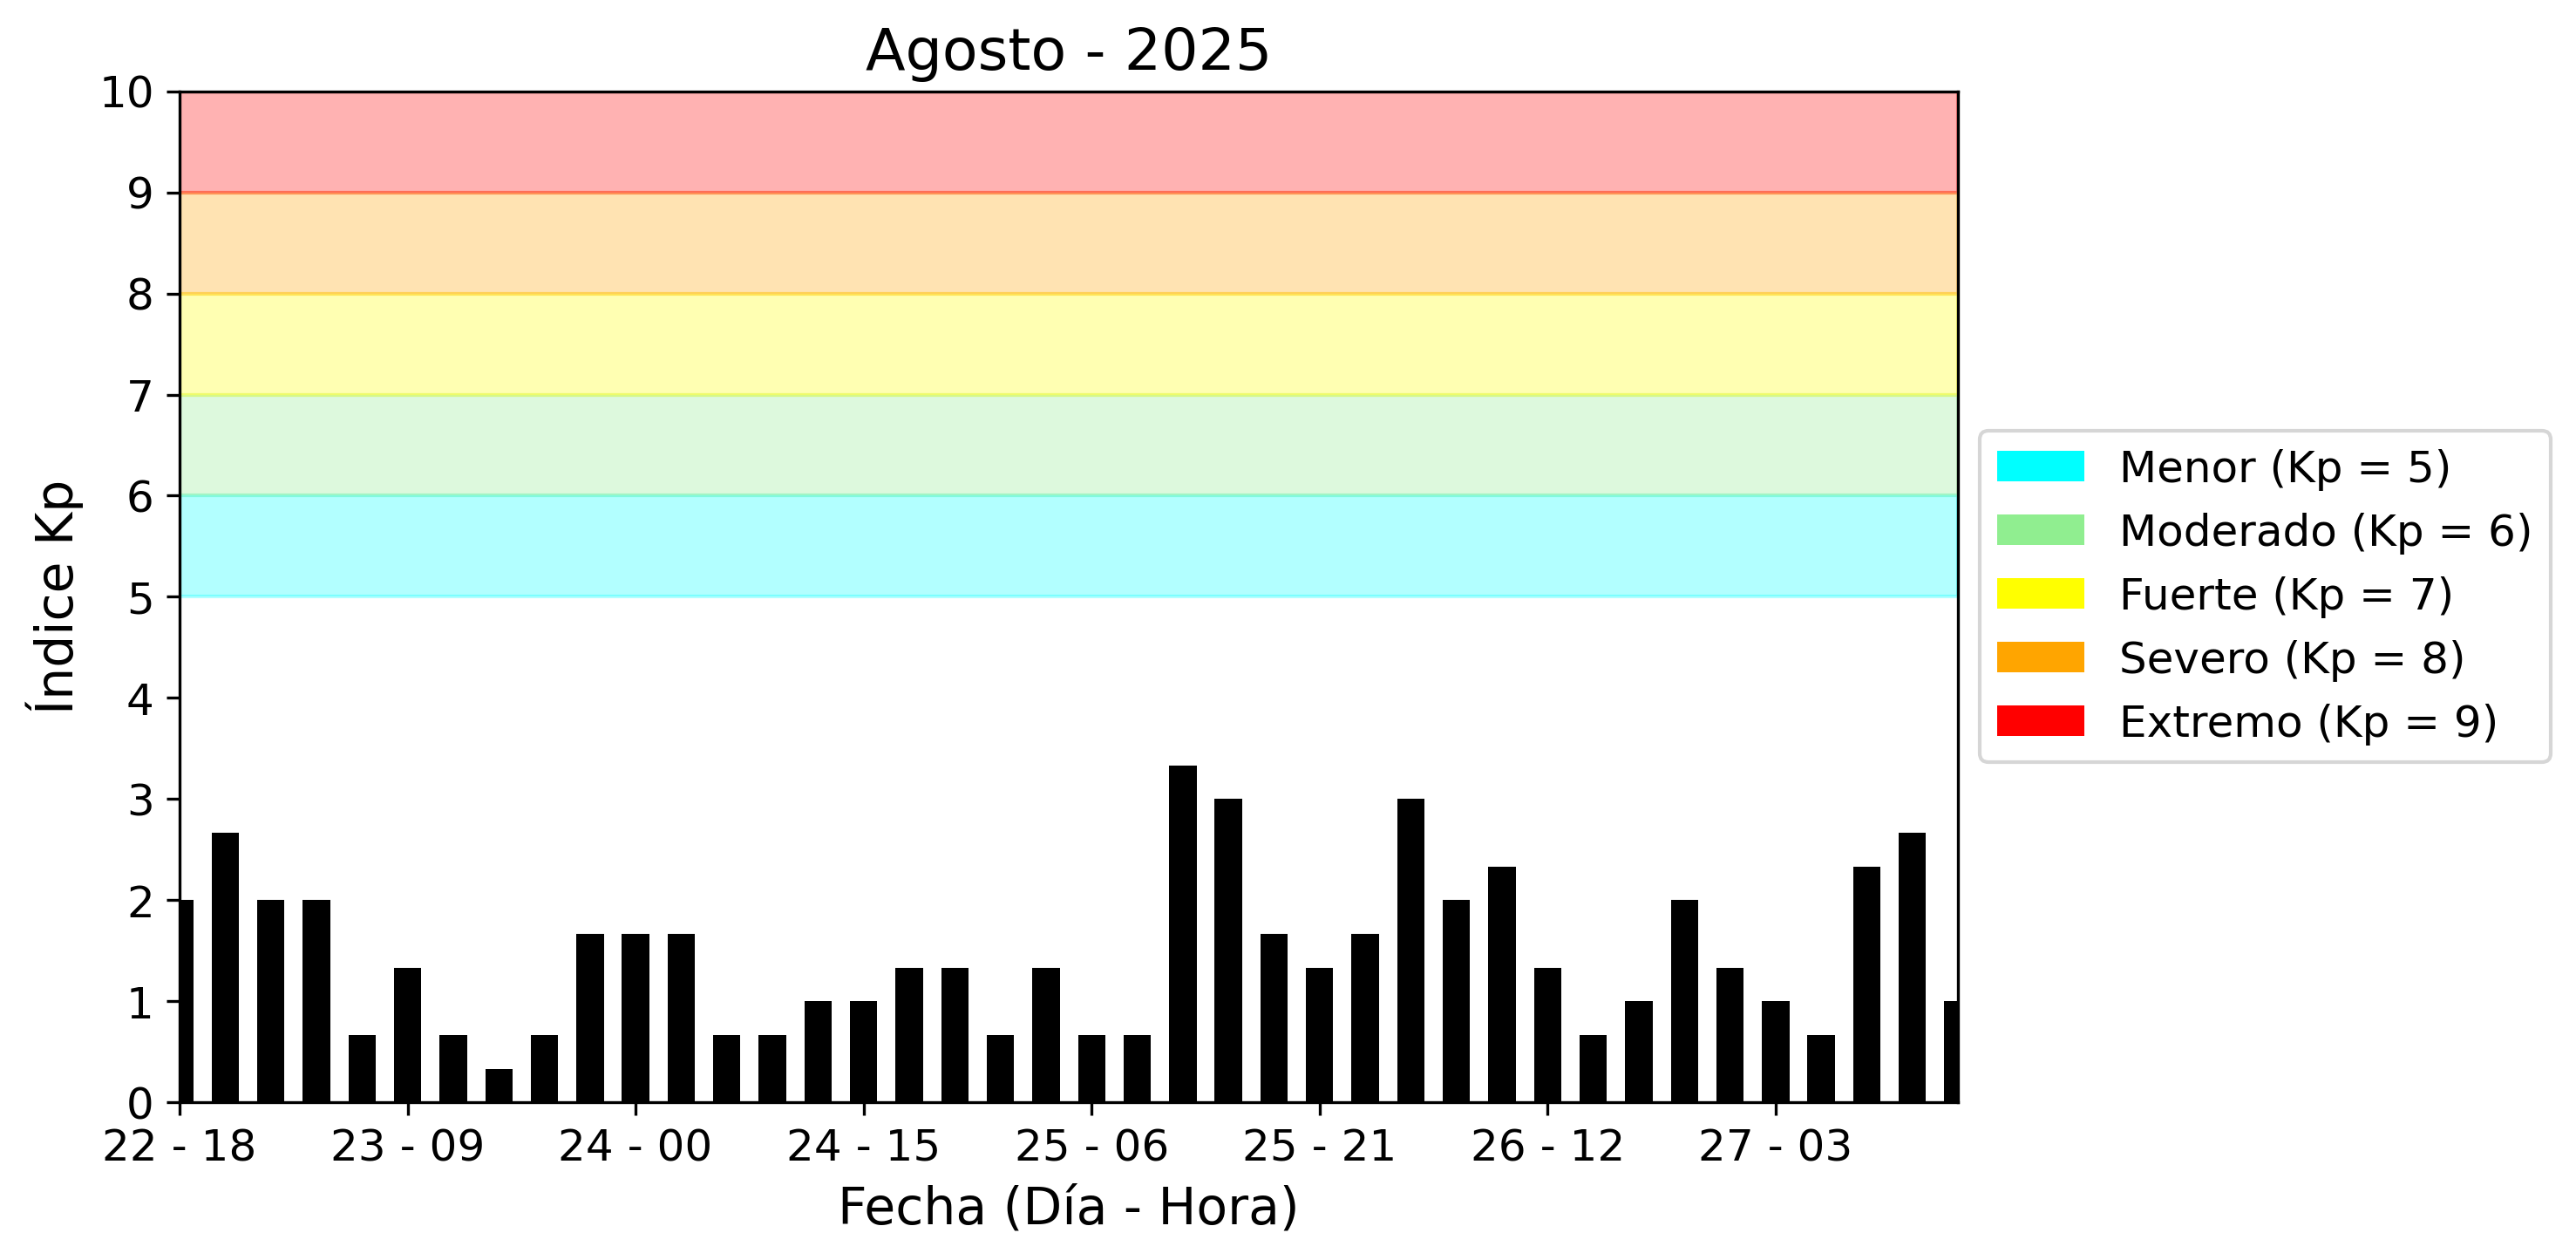 Agosto - 2025
Índice Kp
10
9
8
7
6
5
4
3
2
1
0
22 - 18
23 - 09
24 - 00
24 - 15
25 - 06
25 - 21
26 - 12
27 - 03
Fecha (Día - Hora)
Menor (Kp = 5)
Moderado (Kp = 6)
Fuerte (Kp = 7)
Severo (Kp = 8)
Extremo (Kp = 9)